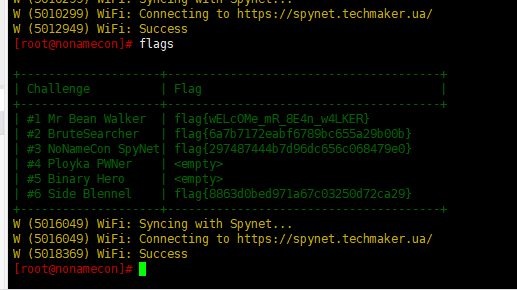 W (5010299) WiFi: Syncing with Spynet...
W (5010299) WiFi: Connecting to https://spynet.techmaker.ua/
W (5012949) WiFi: Success
[root@nonamecon]# flags
+--------------------+-----------------------------------+
| Challenge | Flag |
+--------------------+-----------------------------------+
| #1 Mr Bean Walker | flag{wELcOMe_mR_8E4n_w4LKER}
| #2 BruteSearcher | flag{6a7b7172eabf6789bc655a29b00b}
| #3 NoNameCon SpyNet| flag{297487444b7d96dc656c068479e0}
| #4 Ployka PWNer | <empty>
| #5 Binary Hero | <empty>
| #6 Side Blennel | flag{8863d0bed971a67c03250d72ca29}
+--------------------+-----------------------------------+
W (5016049) WiFi: Syncing with Spynet...
W (5016049) WiFi: Connecting to https://spynet.techmaker.ua/
W (5018369) WiFi: Success
[root@nonamecon]#